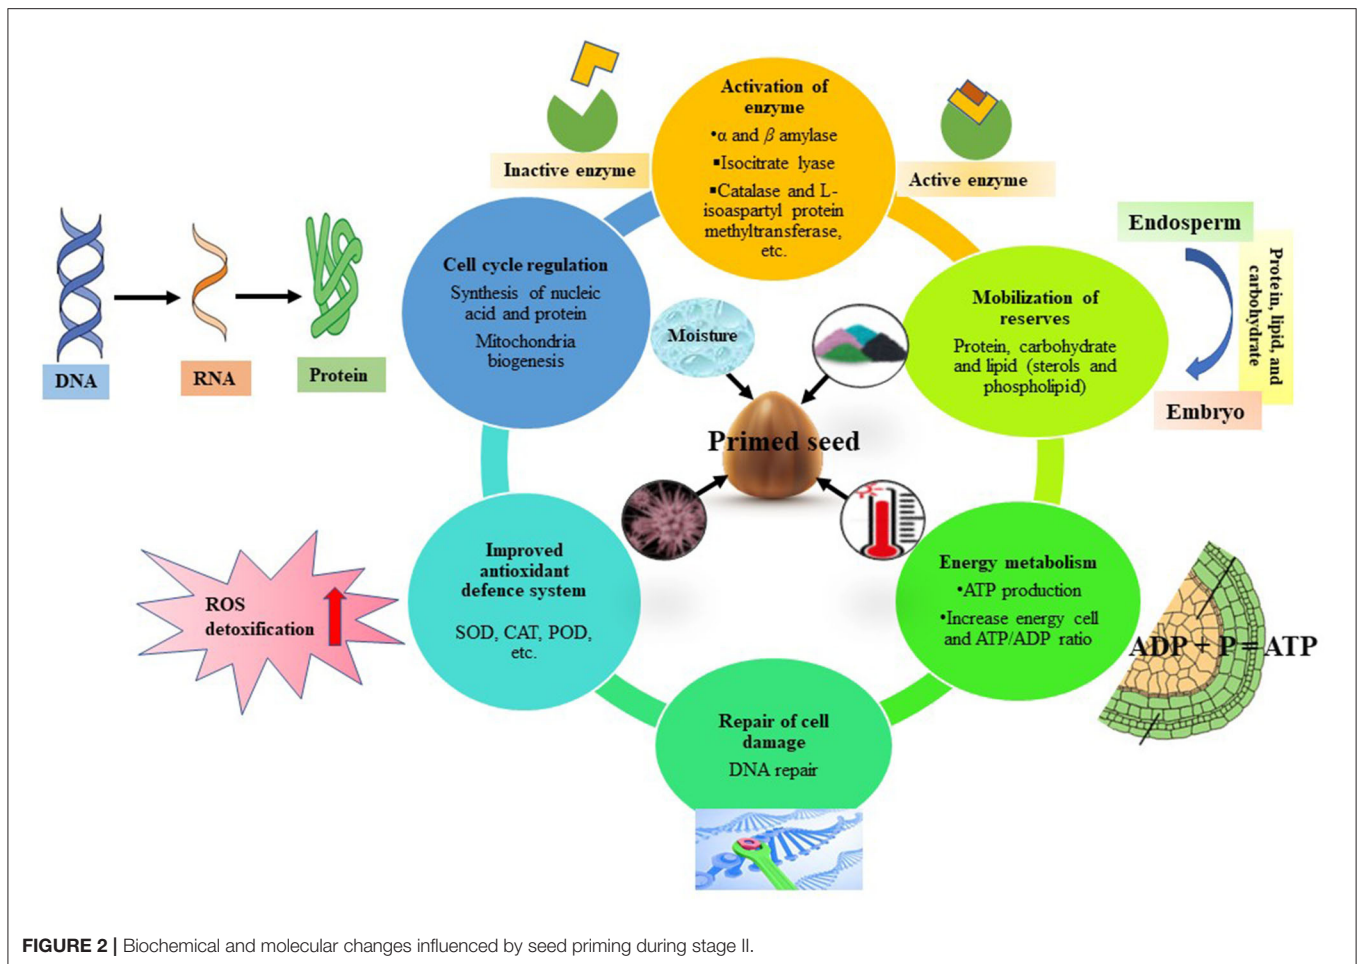 Activation of
enzyme
•α and β amylase
▪Isocitrate lyase
▪Catalase and L-
isoaspartyl protein
methyltransferase,
etc.
Inactive enzyme
Active enzyme
Cell cycle regulation
Synthesis of nucleic
acid and protein
Mitochondria
biogenesis
DNA
RNA
Protein
Moisture
Primed seed
Mobilization of
reserves
Protein, carbohydrate
and lipid (sterols and
phospholipid)
Endosperm
Protein, lipid, and
carbohydrate
Embryo
Improved
antioxidant
defence system
SOD, CAT, POD,
etc.
ROS
detoxification
Energy metabolism
•ATP production
•Increase energy cell
and ATP/ADP ratio
ADP + P = ATP
Repair of cell
damage
DNA repair
FIGURE 2 | Biochemical and molecular changes influenced by seed priming during stage II.